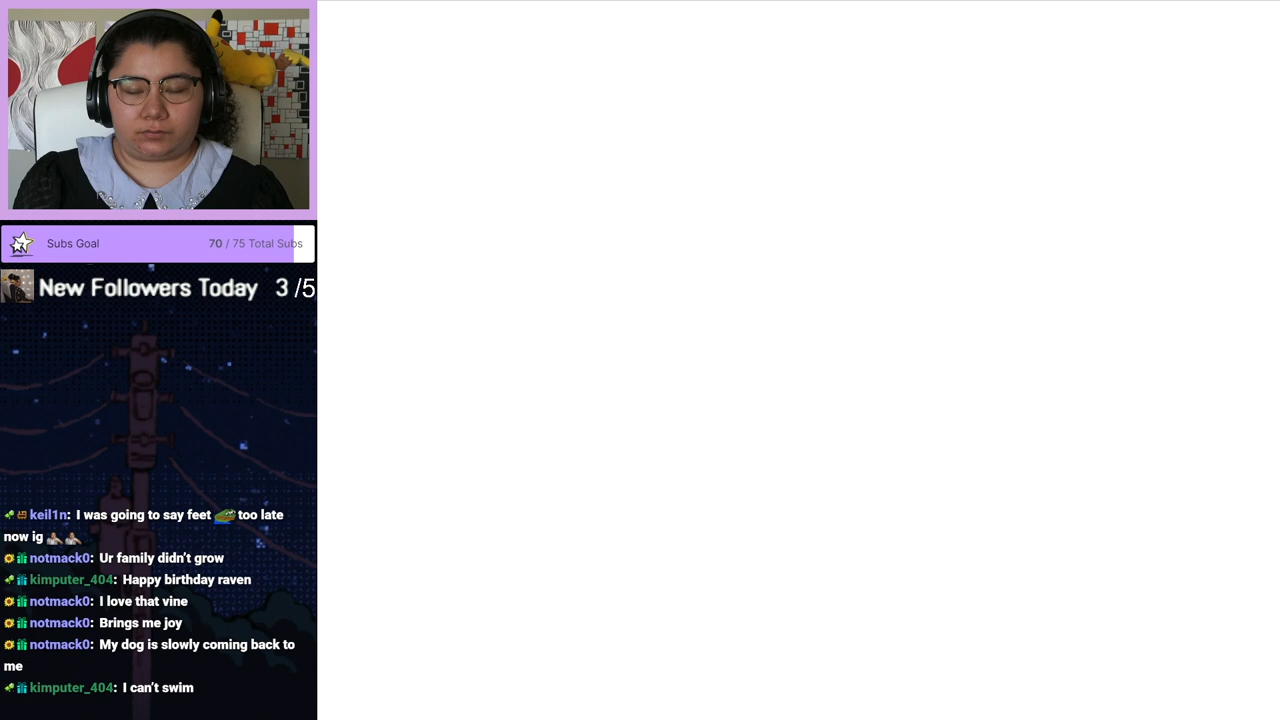 Subs Goal 70 / 75 Total Subs
New Followers Today 3 /5
keil1n: I was going to say feet too late
now ig
notmack0: Ur family didn't grow
kimputer_404: Happy birthday raven
notmack0: I love that vine
notmack0: Brings me joy
notmack0: My dog is slowly coming back to
me
kimputer_404: I can't swim